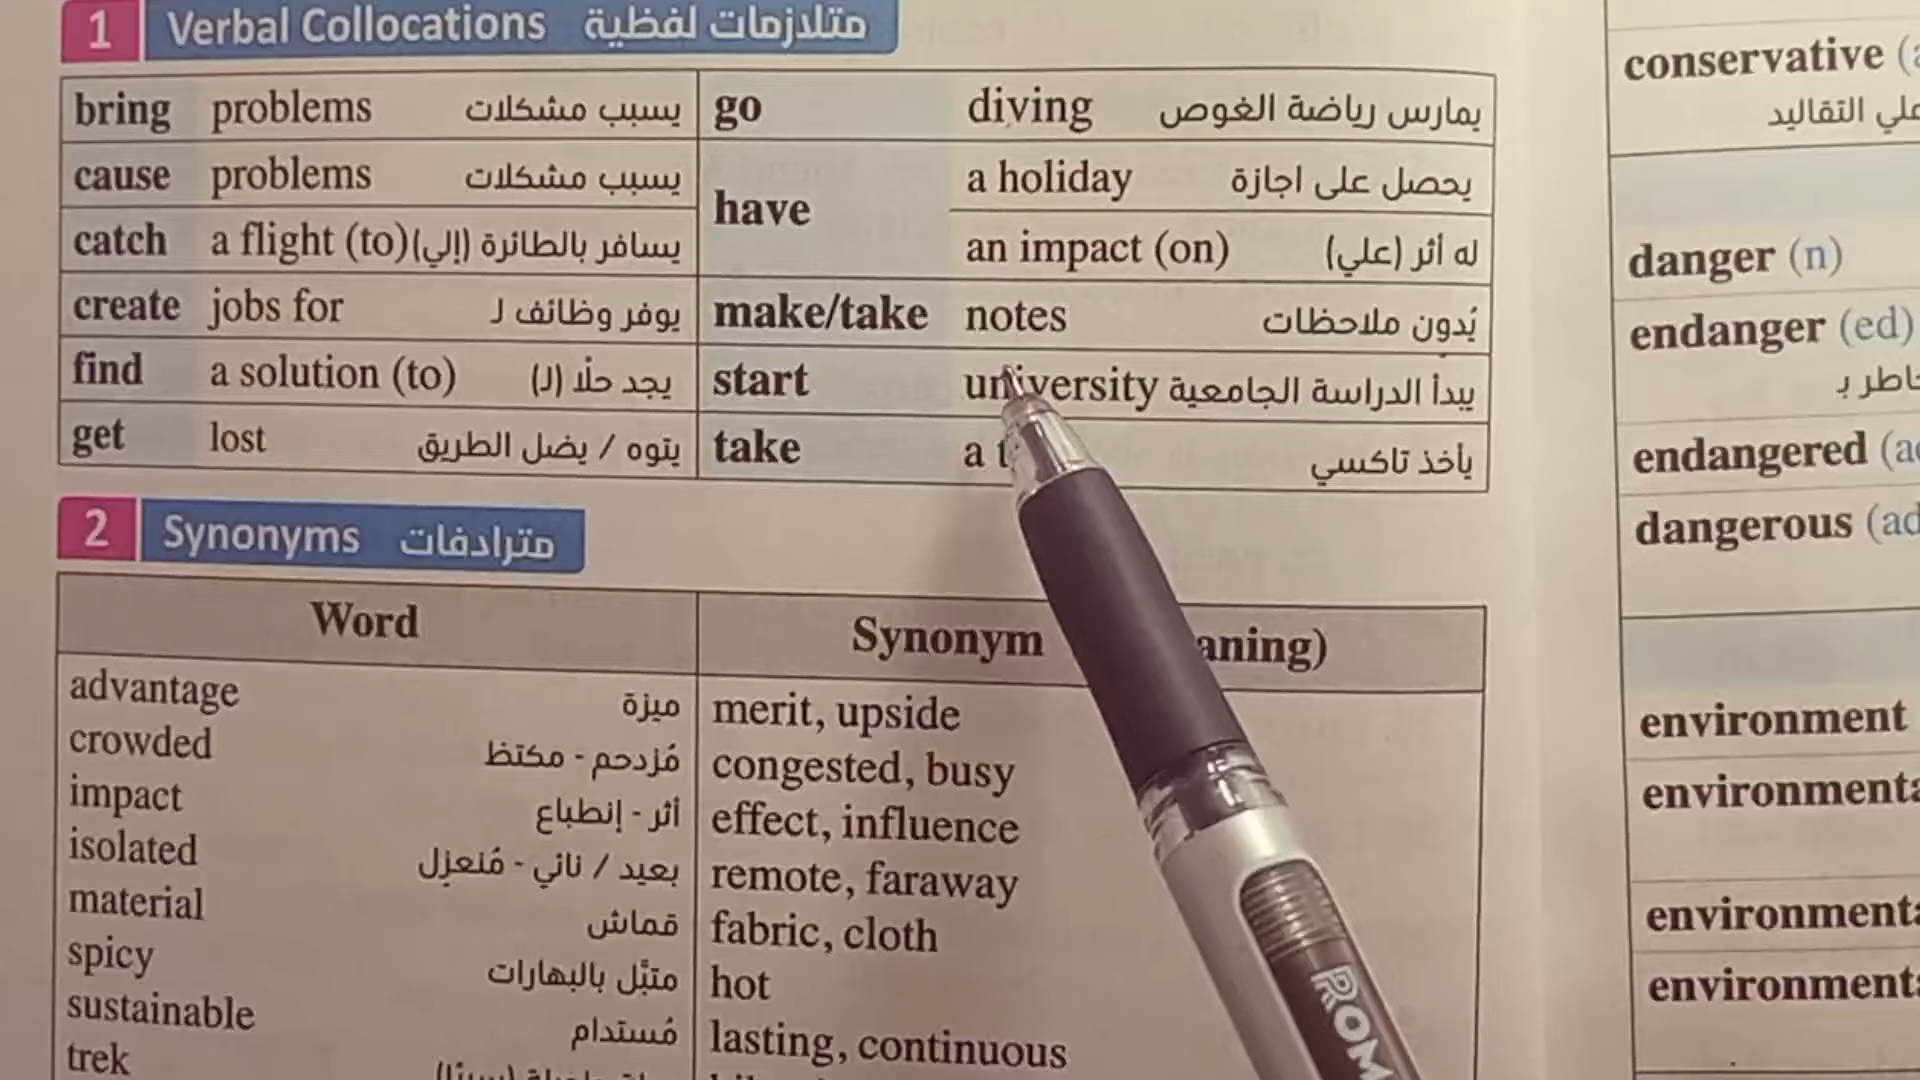 1 Verbal Collocations متلازمات لفظية
bring problems يسبب مشكلات
cause problems يسبب مشكلات
catch a flight (to) يسافر بالطائرة (إلي)
create jobs for يوفر وظائف لـ
find a solution (to) يجد حلًا (لـ)
get lost يتوه / يضل الطريق
go diving يمارس رياضة الغوص
have a holiday يحصل على اجازة
an impact (on) له أثر (علي)
make/take notes يُدون ملاحظات
start university يبدأ الدراسة الجامعية
take a يأخذ تاكسي
2 Synonyms مترادفات
Word Synonym
advantage ميزة merit, upside
crowded مُزدحم - مكتظ congested, busy
impact أثر - إنطباع effect, influence
isolated بعيد / نائي - مُنعزِل remote, faraway
material قماش fabric, cloth
spicy متبَّل بالبهارات hot
sustainable مُستدام lasting, continuous
trek
conservative
علي
danger (n)
endanger (ed)
endangered
dangerous
environment
ROM